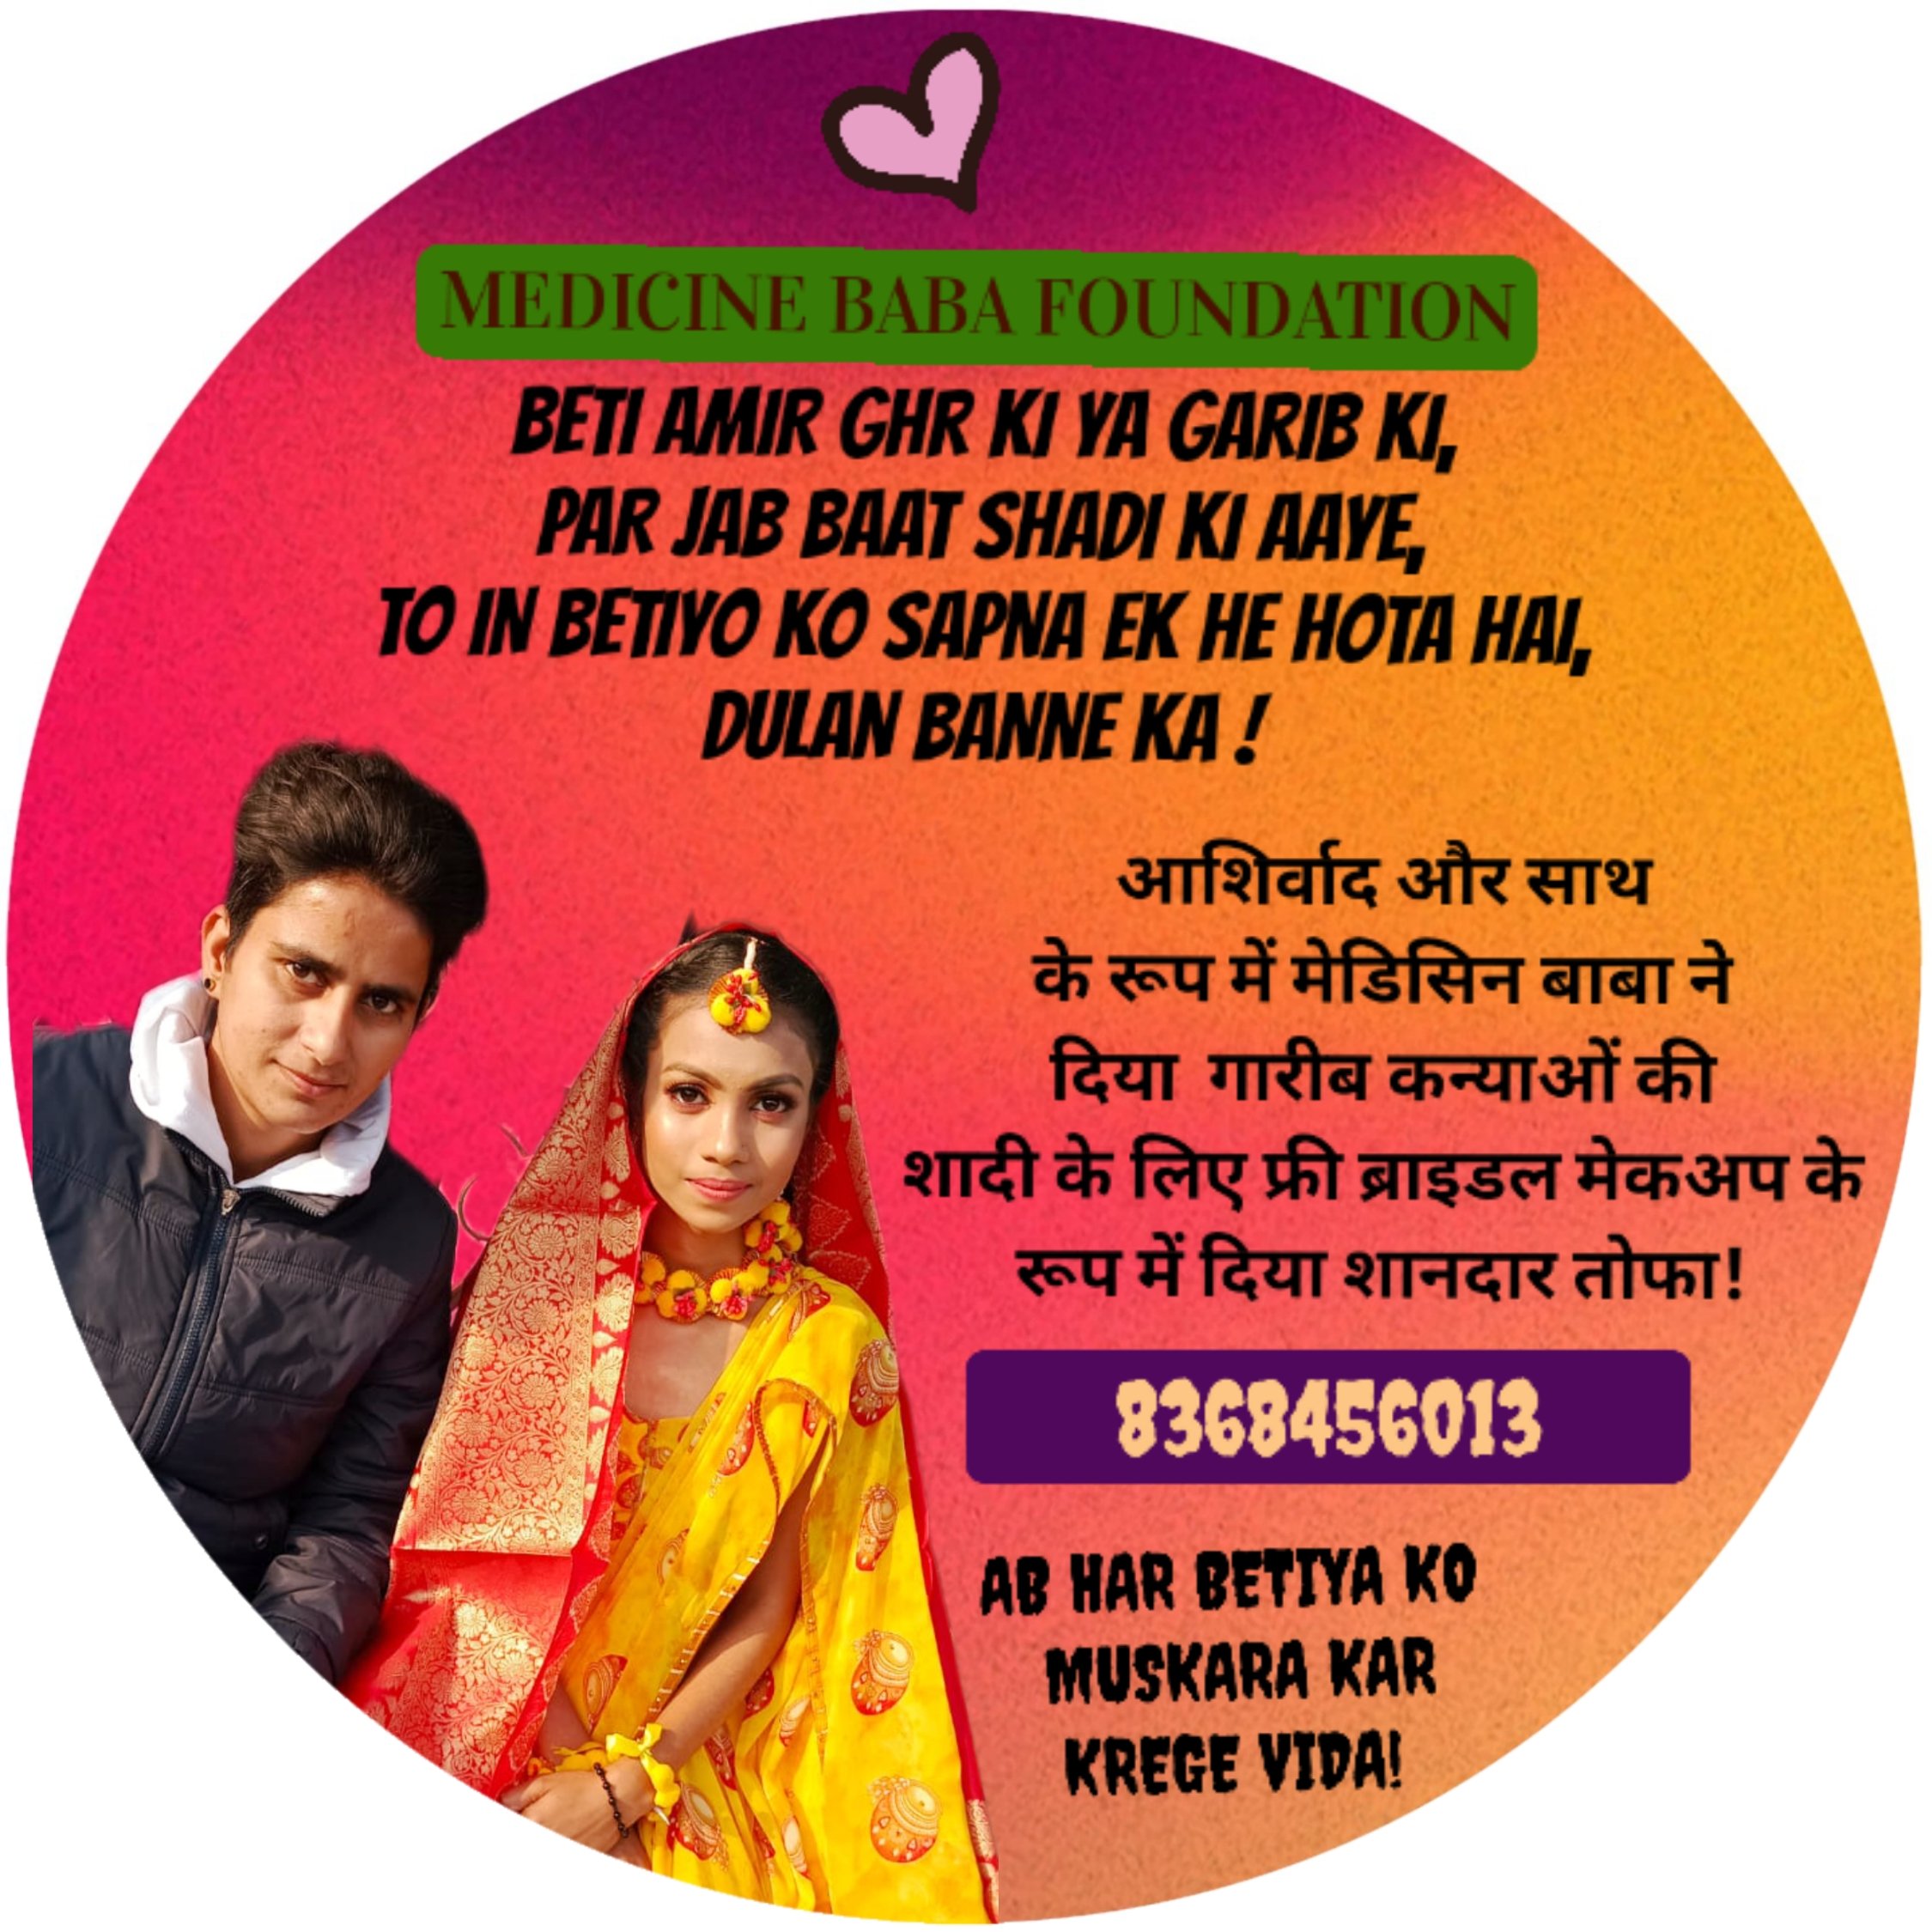 MEDICINE BABA FOUNDATION
BETI AMIR GHR KI YA GARIB KI,
PAR JAB BAAT SHADI KI AAYE,
TO IN BETIYO KO SAPNA EK HE HOTA HAI,
DULAN BANNE KA !
आशिर्वाद और साथ
के रूप में मेडिसिन बाबा ने
दिया गारीब कन्याओं की
शादी के लिए फ्री ब्राइडल मेकअप के
रूप में दिया शानदार तोफा!
8368456013
AB HAR BETIYA KO
MUSKARA KAR
KREGE VIDA!